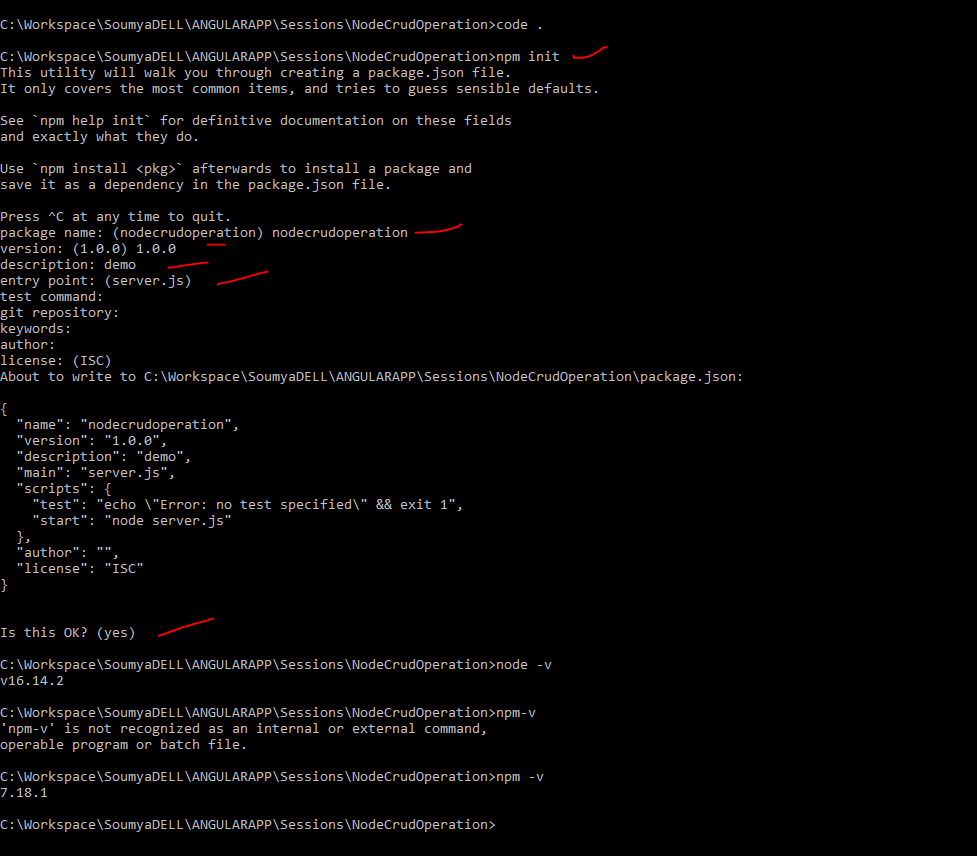 C:\Workspace\SoumyaDELL\ANGULARAPP\Sessions\NodeCrudOperation>code .
C:\Workspace\SoumyaDELL\ANGULARAPP\Sessions\NodeCrudOperation>npm init
This utility will walk you through creating a package.json file.
It only covers the most common items, and tries to guess sensible defaults.
See `npm help init` for definitive documentation on these fields
and exactly what they do.
Use `npm install <pkg>` afterwards to install a package and
save it as a dependency in the package.json file.
Press ^C at any time to quit.
package name: (nodecrudoperation) nodecrudoperation
version: (1.0.0) 1.0.0
description: demo
entry point: (server.js)
test command:
git repository:
keywords:
author:
license: (ISC)
About to write to C:\Workspace\SoumyaDELL\ANGULARAPP\Sessions\NodeCrudOperation\package.json:
{
  "name": "nodecrudoperation",
  "version": "1.0.0",
  "description": "demo",
  "main": "server.js",
  "scripts": {
    "test": "echo \"Error: no test specified\" && exit 1",
    "start": "node server.js"
  },
  "author": "",
  "license": "ISC"
}
Is this OK? (yes)
C:\Workspace\SoumyaDELL\ANGULARAPP\Sessions\NodeCrudOperation>node -v
v16.14.2
C:\Workspace\SoumyaDELL\ANGULARAPP\Sessions\NodeCrudOperation>npm-v
'npm-v' is not recognized as an internal or external command,
operable program or batch file.
C:\Workspace\SoumyaDELL\ANGULARAPP\Sessions\NodeCrudOperation>npm -v
7.18.1
C:\Workspace\SoumyaDELL\ANGULARAPP\Sessions\NodeCrudOperation>